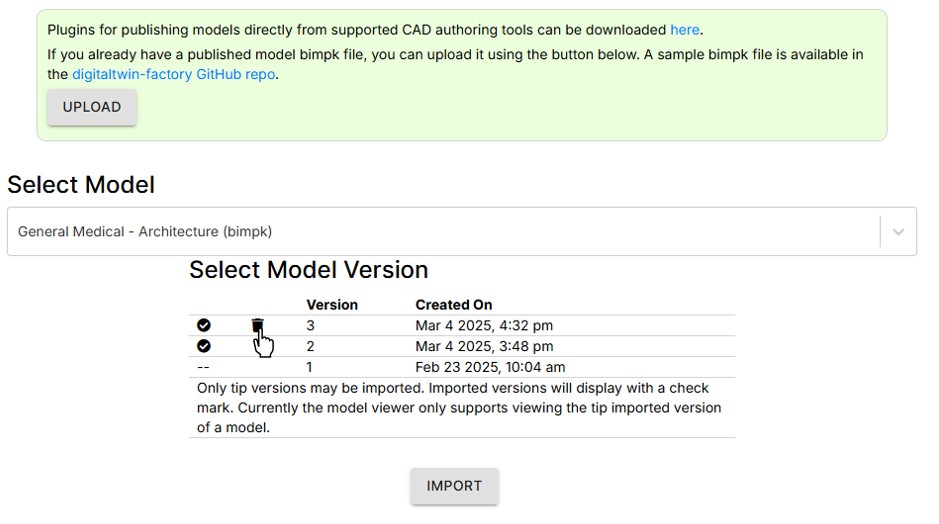 Plugins for publishing models directly from supported CAD authoring tools can be downloaded here.
If you already have a published model bimpk file, you can upload it using the button below. A sample bimpk file is available in
the digitaltwin-factory GitHub repo.
UPLOAD
Select Model
General Medical - Architecture (bimpk)
Select Model Version
Version Created On
3 Mar 4 2025, 4:32 pm
2 Mar 4 2025, 3:48 pm
-- 1 Feb 23 2025, 10:04 am
Only tip versions may be imported. Imported versions will display with a check
mark. Currently the model viewer only supports viewing the tip imported version
of a model.
IMPORT